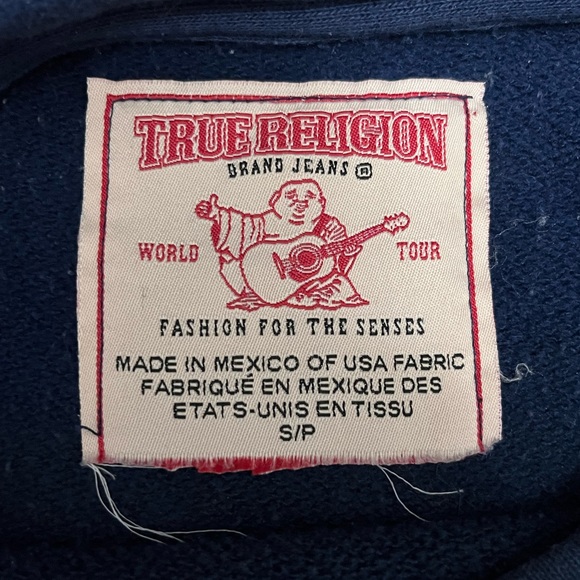 TRUE RELIGION
BRAND JEANS ®
WORLD TOUR
FASHION FOR THE SENSES
MADE IN MEXICO OF USA FABRIC
FABRIQUÉ EN MEXIQUE DES
ETATS-UNIS EN TISSU
S/P